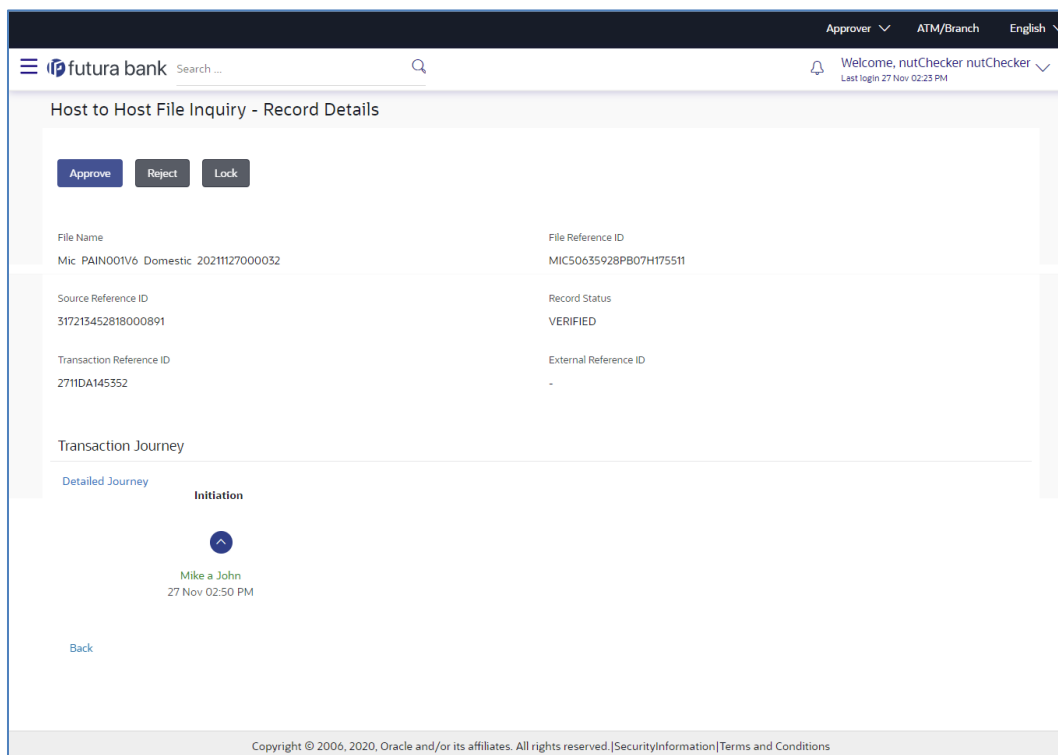 Approver ATM/Branch English
futura bank Search ... Welcome, nutChecker nutChecker
Last login 27 Nov 02:23 PM
Host to Host File Inquiry - Record Details
Approve Reject Lock
File Name File Reference ID
Mic PAIN001V6 Domestic 20211127000032 MIC50635928PB07H175511
Source Reference ID Record Status
317213452818000891 VERIFIED
Transaction Reference ID External Reference ID
2711DA145352 -
Transaction Journey
Detailed Journey
Initiation
Mike a John
27 Nov 02:50 PM
Back
Copyright © 2006, 2020, Oracle and/or its affiliates. All rights reserved.|SecurityInformation|Terms and Conditions